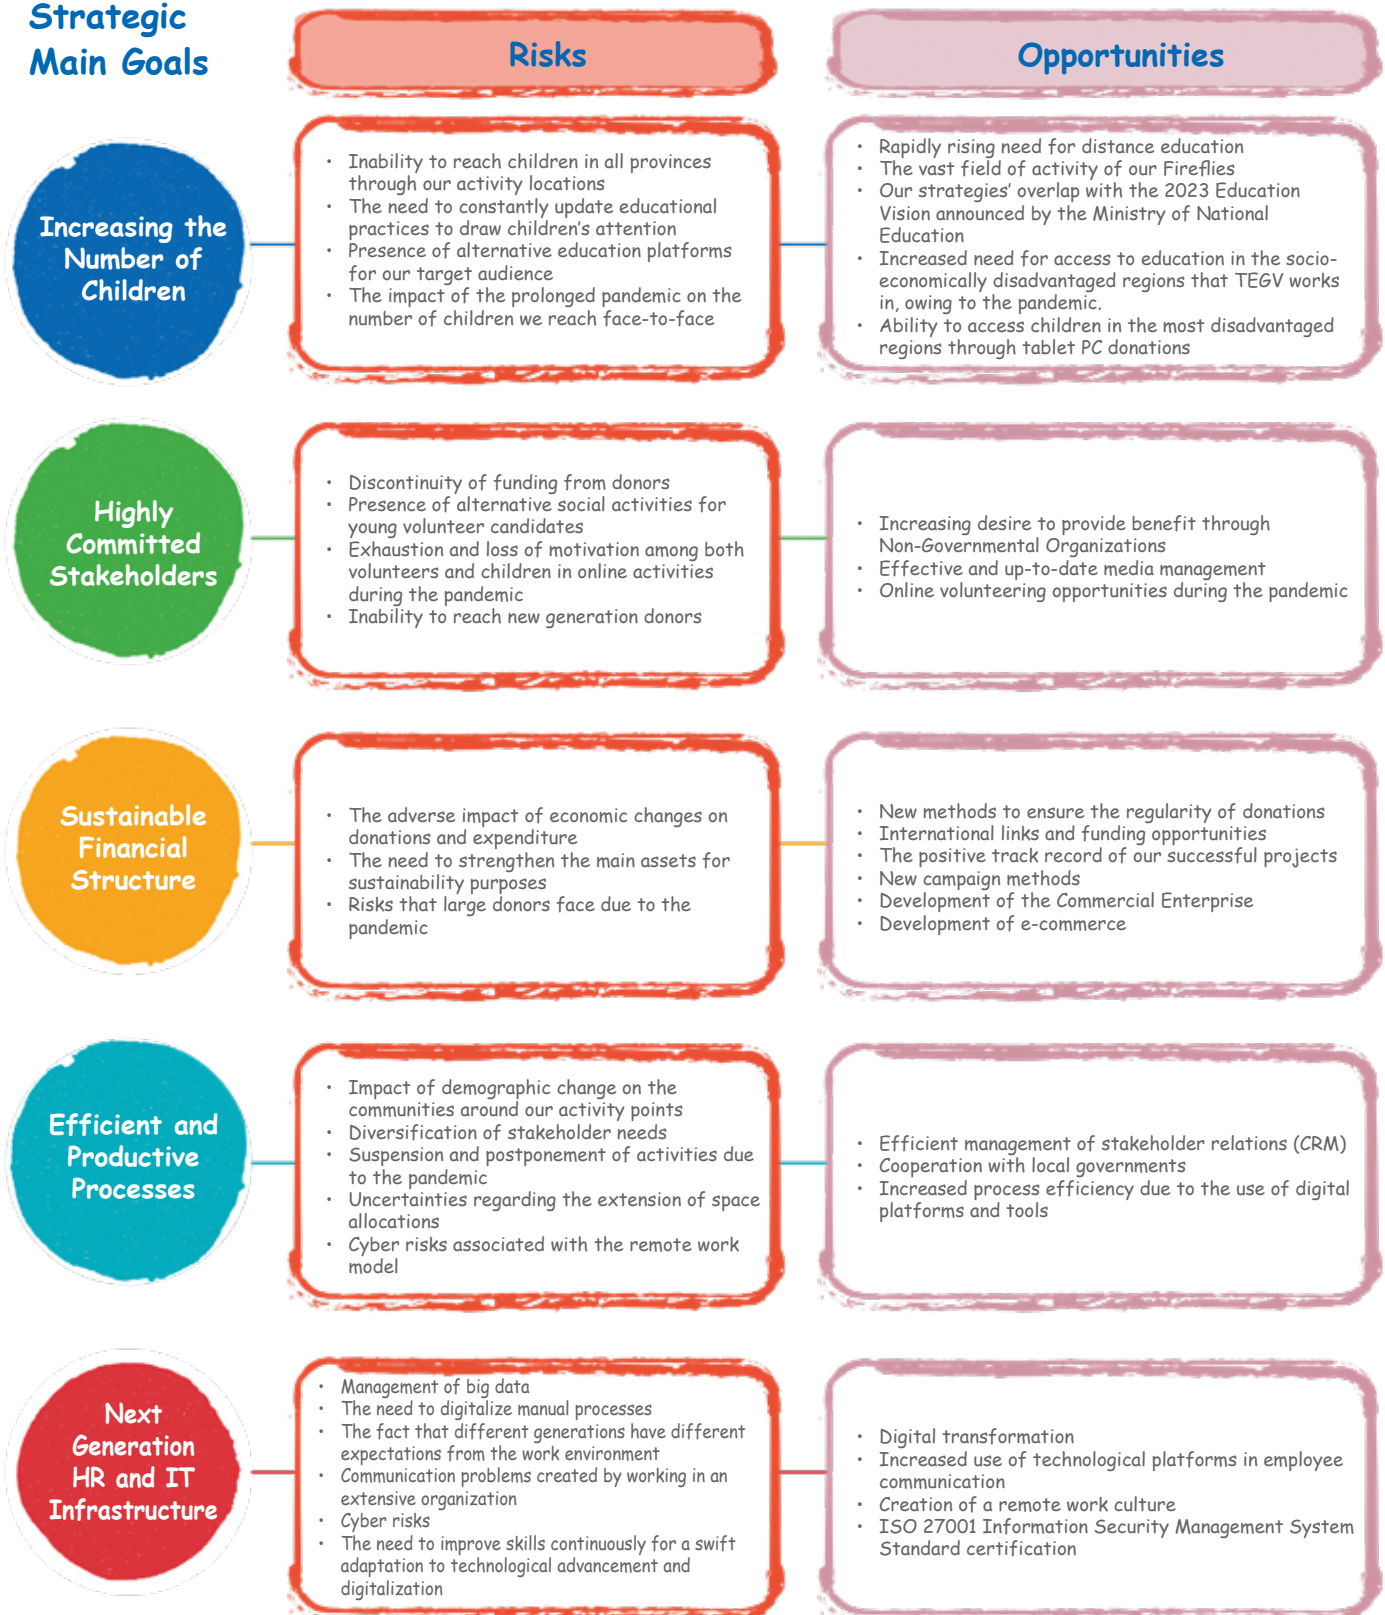 Strategic
Main Goals
Risks
Opportunities
Increasing the
Number of
Children
• Inability to reach children in all provinces
through our activity locations
• The need to constantly update educational
practices to draw children's attention
• Presence of alternative education platforms
for our target audience
• The impact of the prolonged pandemic on the
number of children we reach face-to-face
• Rapidly rising need for distance education
• The vast field of activity of our Fireflies
• Our strategies' overlap with the 2023 Education
Vision announced by the Ministry of National
Education
• Increased need for access to education in the socio-
economically disadvantaged regions that TEGV works
in, owing to the pandemic.
• Ability to access children in the most disadvantaged
regions through tablet PC donations
Highly
Committed
Stakeholders
• Discontinuity of funding from donors
• Presence of alternative social activities for
young volunteer candidates
• Exhaustion and loss of motivation among both
volunteers and children in online activities
during the pandemic
• Inability to reach new generation donors
• Increasing desire to provide benefit through
Non-Governmental Organizations
• Effective and up-to-date media management
• Online volunteering opportunities during the pandemic
Sustainable
Financial
Structure
• The adverse impact of economic changes on
donations and expenditure
• The need to strengthen the main assets for
sustainability purposes
• Risks that large donors face due to the
pandemic
• New methods to ensure the regularity of donations
• International links and funding opportunities
• The positive track record of our successful projects
• New campaign methods
• Development of the Commercial Enterprise
• Development of e-commerce
Efficient and
Productive
Processes
• Impact of demographic change on the
communities around our activity points
• Diversification of stakeholder needs
• Suspension and postponement of activities due
to the pandemic
• Uncertainties regarding the extension of space
allocations
• Cyber risks associated with the remote work
model
• Efficient management of stakeholder relations (CRM)
• Cooperation with local governments
• Increased process efficiency due to the use of digital
platforms and tools
Next
Generation
HR and IT
Infrastructure
• Management of big data
• The need to digitalize manual processes
• The fact that different generations have different
expectations from the work environment
• Communication problems created by working in an
extensive organization
• Cyber risks
• The need to improve skills continuously for a swift
adaptation to technological advancement and
digitalization
• Digital transformation
• Increased use of technological platforms in employee
communication
• Creation of a remote work culture
• ISO 27001 Information Security Management System
Standard certification